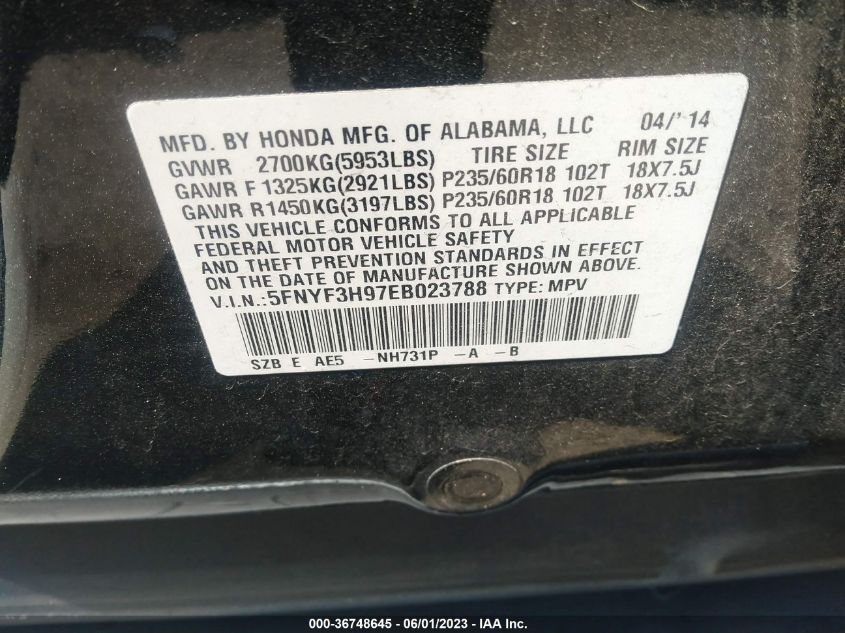 MFD. BY HONDA MFG. OF ALABAMA, LLC 04/'14
GVWR 2700KG(5953LBS) TIRE SIZE RIM SIZE
GAWR F 1325KG(2921LBS) P235/60R18 102T 18X7.5J
GAWR R1450KG(3197LBS) P235/60R18 102T 18X7.5J
THIS VEHICLE CONFORMS TO ALL APPLICABLE
FEDERAL MOTOR VEHICLE SAFETY
AND THEFT PREVENTION STANDARDS IN EFFECT
ON THE DATE OF MANUFACTURE SHOWN ABOVE.
V.I.N.:5FNYF3H97EB023788 TYPE: MPV
SZB E AE5 -NH731P -A -B
000-36748645 / 06/01/2023 - IAA Inc.